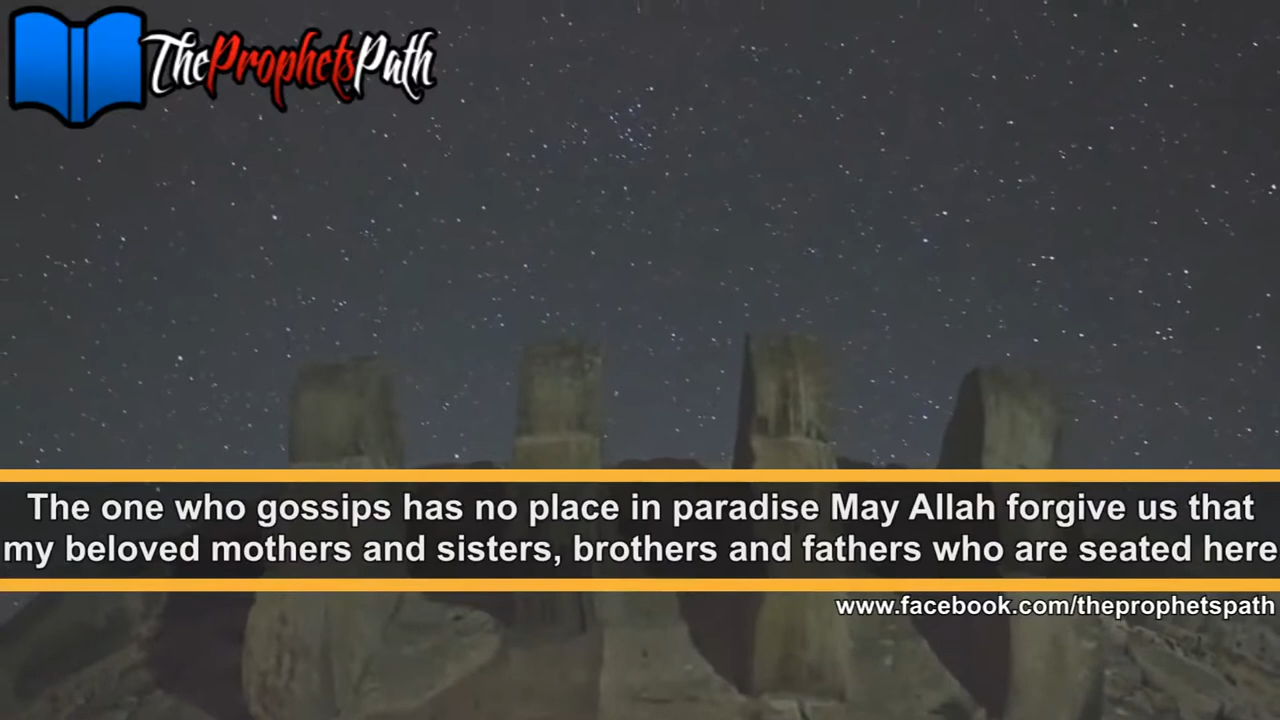 TheProphetsPath
The one who gossips has no place in paradise May Allah forgive us that
my beloved mothers and sisters, brothers and fathers who are seated here
www.facebook.com/theprophetspath